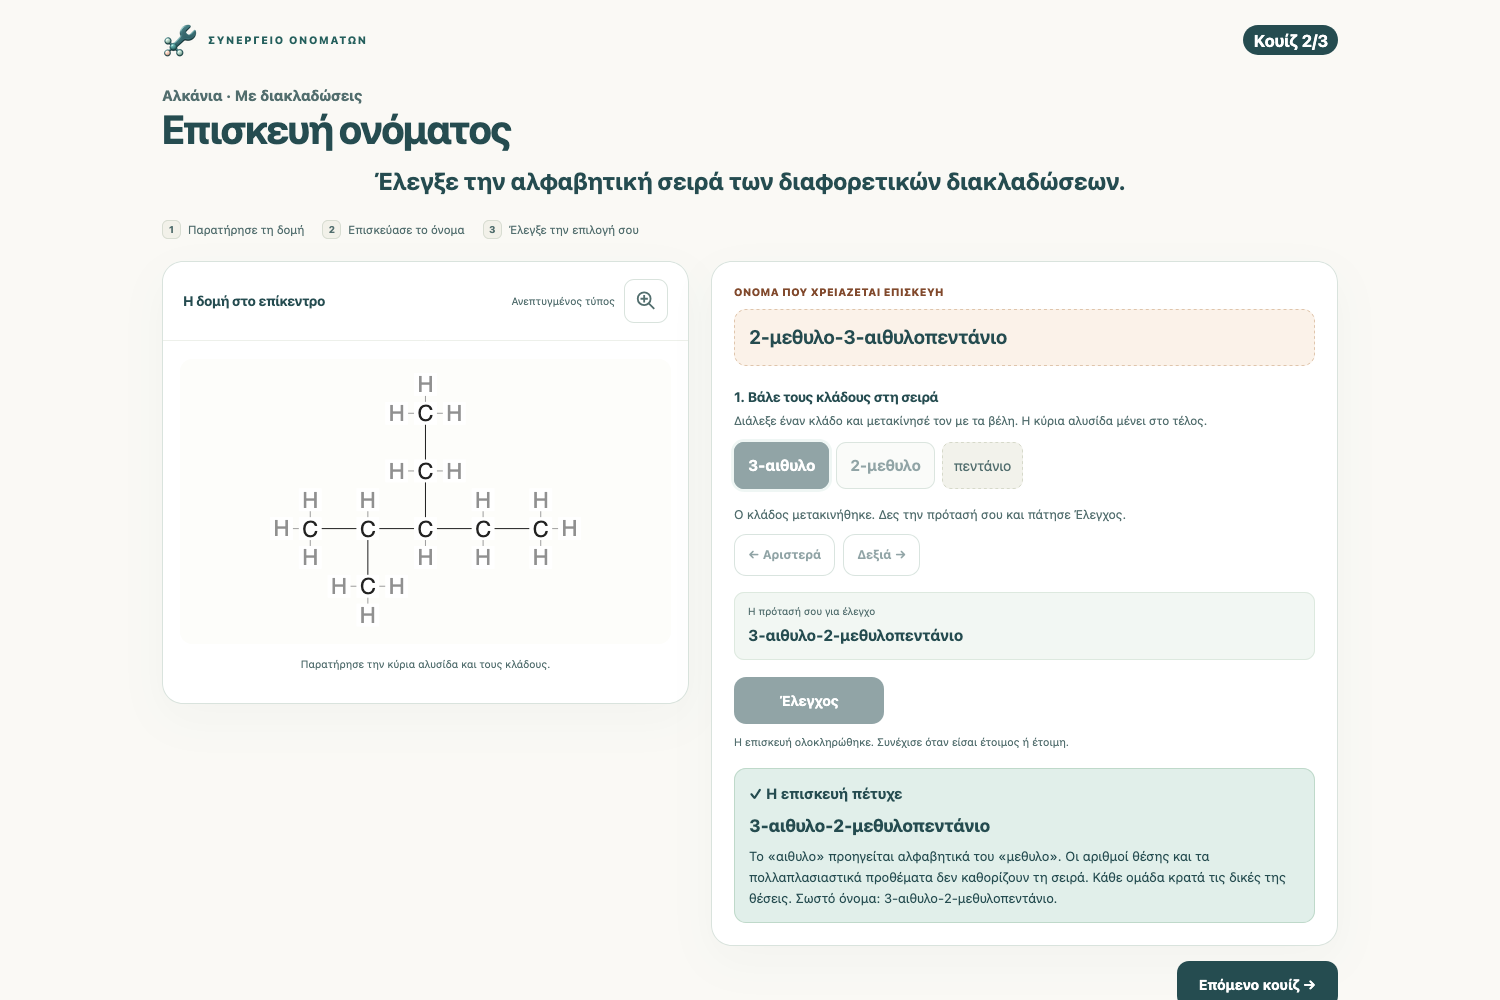 ΣΥΝΕΡΓΕΙΟ ΟΝΟΜΑΤΩΝ
Κουίζ 2/3
Αλκάνια · Με διακλαδώσεις
Επισκευή ονόματος
Έλεγξε την αλφαβητική σειρά των διαφορετικών διακλαδώσεων.
1 Παρατήρησε τη δομή 2 Επισκεύασε το όνομα 3 Έλεγξε την επιλογή σου
Η δομή στο επίκεντρο
Ανεπτυγμένος τύπος
H
H-C-H
H-C-H
H H H H
H-C-C-C-C-C-H
H H H H
H-C-H
H
Παρατήρησε την κύρια αλυσίδα και τους κλάδους.
ΟΝΟΜΑ ΠΟΥ ΧΡΕΙΑΖΕΤΑΙ ΕΠΙΣΚΕΥΗ
2-μεθυλο-3-αιθυλοπεντάνιο
1. Βάλε τους κλάδους στη σειρά
Διάλεξε έναν κλάδο και μετακίνησέ τον με τα βέλη. Η κύρια αλυσίδα μένει στο τέλος.
3-αιθυλο 2-μεθυλο πεντάνιο
Ο κλάδος μετακινήθηκε. Δες την πρότασή σου και πάτησε Έλεγχος.
← Αριστερά Δεξιά →
Η πρότασή σου για έλεγχο
3-αιθυλο-2-μεθυλοπεντάνιο
Έλεγχος
Η επισκευή ολοκληρώθηκε. Συνέχισε όταν είσαι έτοιμος ή έτοιμη.
✓ Η επισκευή πέτυχε
3-αιθυλο-2-μεθυλοπεντάνιο
Το «αιθυλο» προηγείται αλφαβητικά του «μεθυλο». Οι αριθμοί θέσης και τα
πολλαπλασιαστικά προθέματα δεν καθορίζουν τη σειρά. Κάθε ομάδα κρατά τις δικές της
θέσεις. Σωστό όνομα: 3-αιθυλο-2-μεθυλοπεντάνιο.
Επόμενο κουίζ →